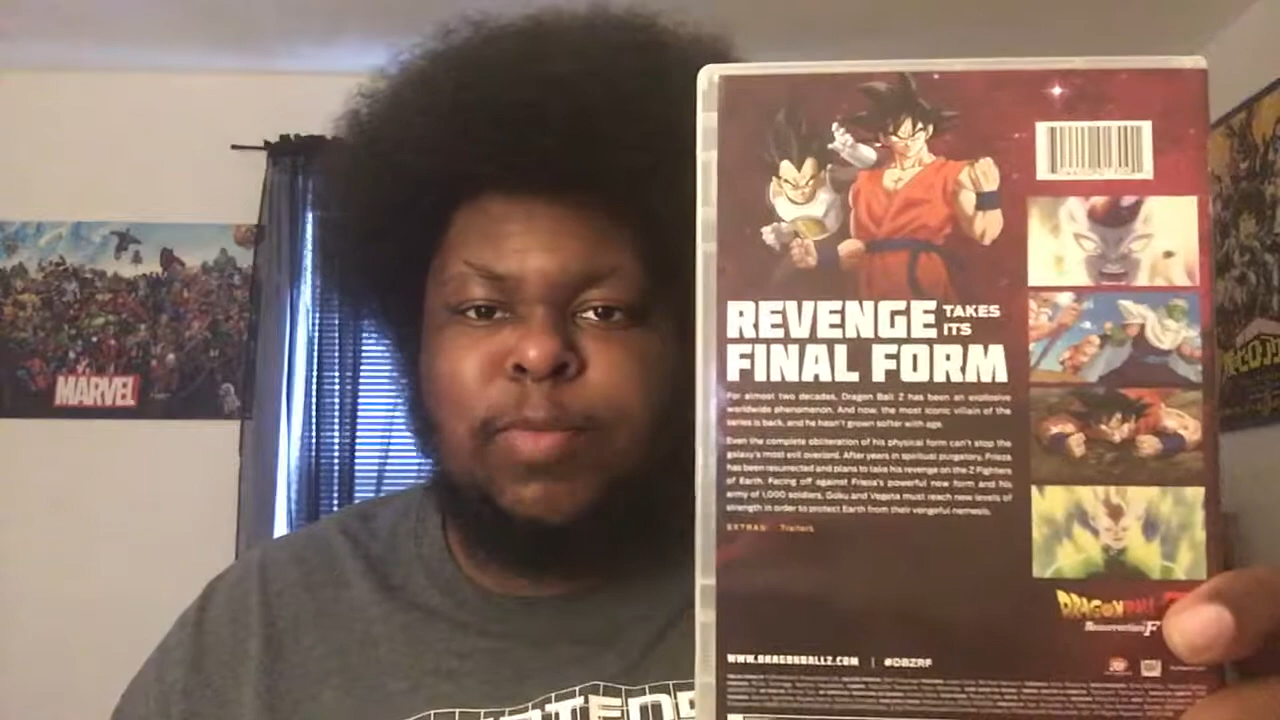 MARVEL
REVENGE TAKES ITS
FINAL FORM
For almost two decades, Dragon Ball Z has been an explosive
worldwide phenomenon. And now, the most iconic villain of the
series is back, and he hasn't grown softer with age.
Even the complete obliteration of his physical form can't stop the
galaxy's most evil overlord. After years in spiritual purgatory, Frieza
has been resurrected and plans to take his revenge on the Z Fighters
of Earth. Facing off against Frieza's powerful new form and his
army of 1,000 soldiers, Goku and Vegeta must reach new levels of
strength in order to protect Earth from their vengeful nemesis.
EXTRAS: Trailers
DRAGON BALL Z
Resurrection 'F'
WWW.DRAGONBALLZ.COM | #DBZRF